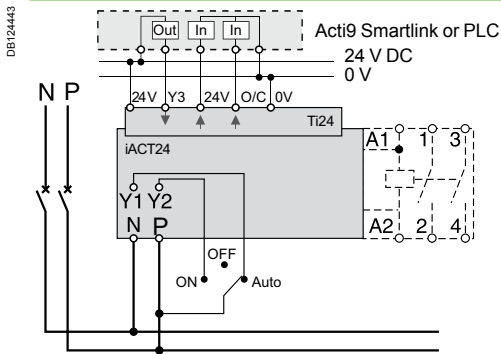 DB124443
Out In In
Acti9 Smartlink or PLC
24 V DC
0 V
N P
24V Y3 24V O/C 0V
Ti24
iACT24
A1 1 3
Y1 Y2
N P
A2 2 4
OFF
ON Auto